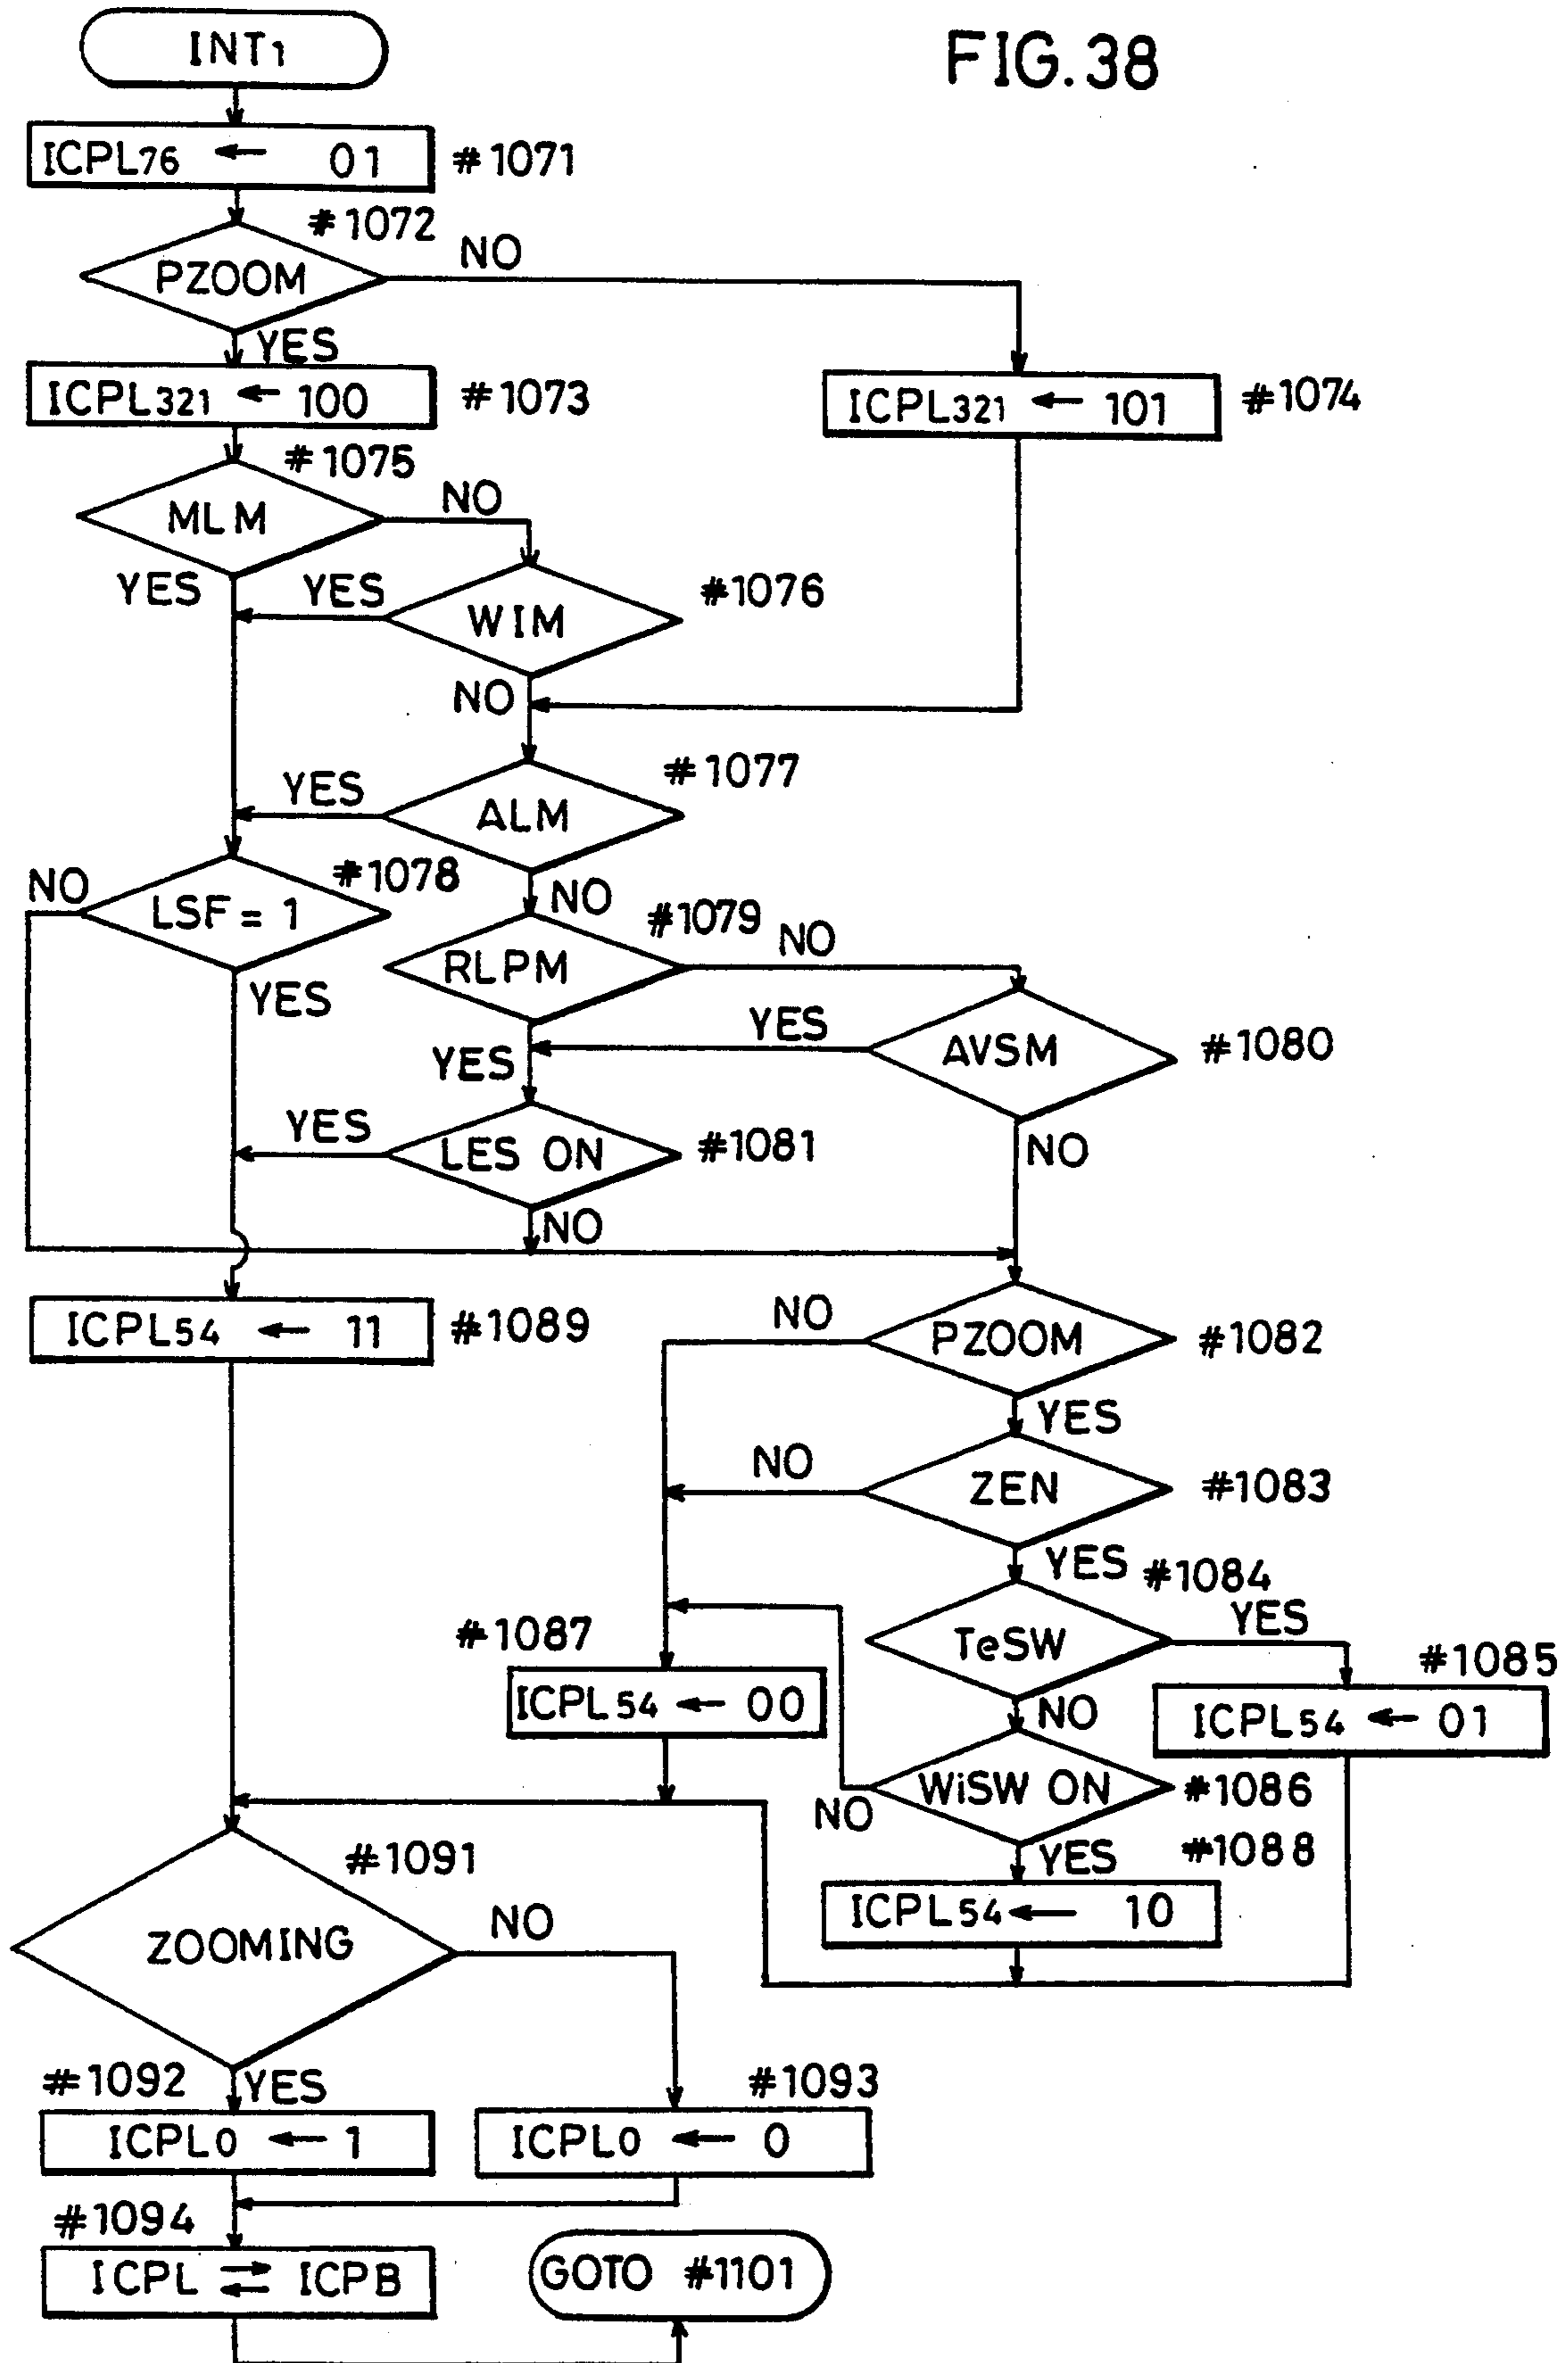 INT1
FIG.38
ICPL76 ← 01 #1071
#1072
PZOOM NO
YES
ICPL321 ← 100 #1073
ICPL321 ← 101 #1074
#1075
MLM NO
YES
YES WIM #1076
NO
YES ALM #1077
NO
NO LSF = 1 #1078
YES
RLPM #1079 NO
YES
YES AVSM #1080
NO
YES LES ON #1081
NO
ICPL54 ← 11 #1089
NO PZOOM #1082
YES
NO ZEN #1083
YES #1084
TeSW YES
NO
#1085
ICPL54 ← 01
#1087
ICPL54 ← 00
WiSW ON #1086
NO
YES #1088
ICPL54 ← 10
#1091
ZOOMING NO
YES
#1092
ICPL0 ← 1
#1093
ICPL0 ← 0
#1094
ICPL ⇄ ICPB
GOTO #1101